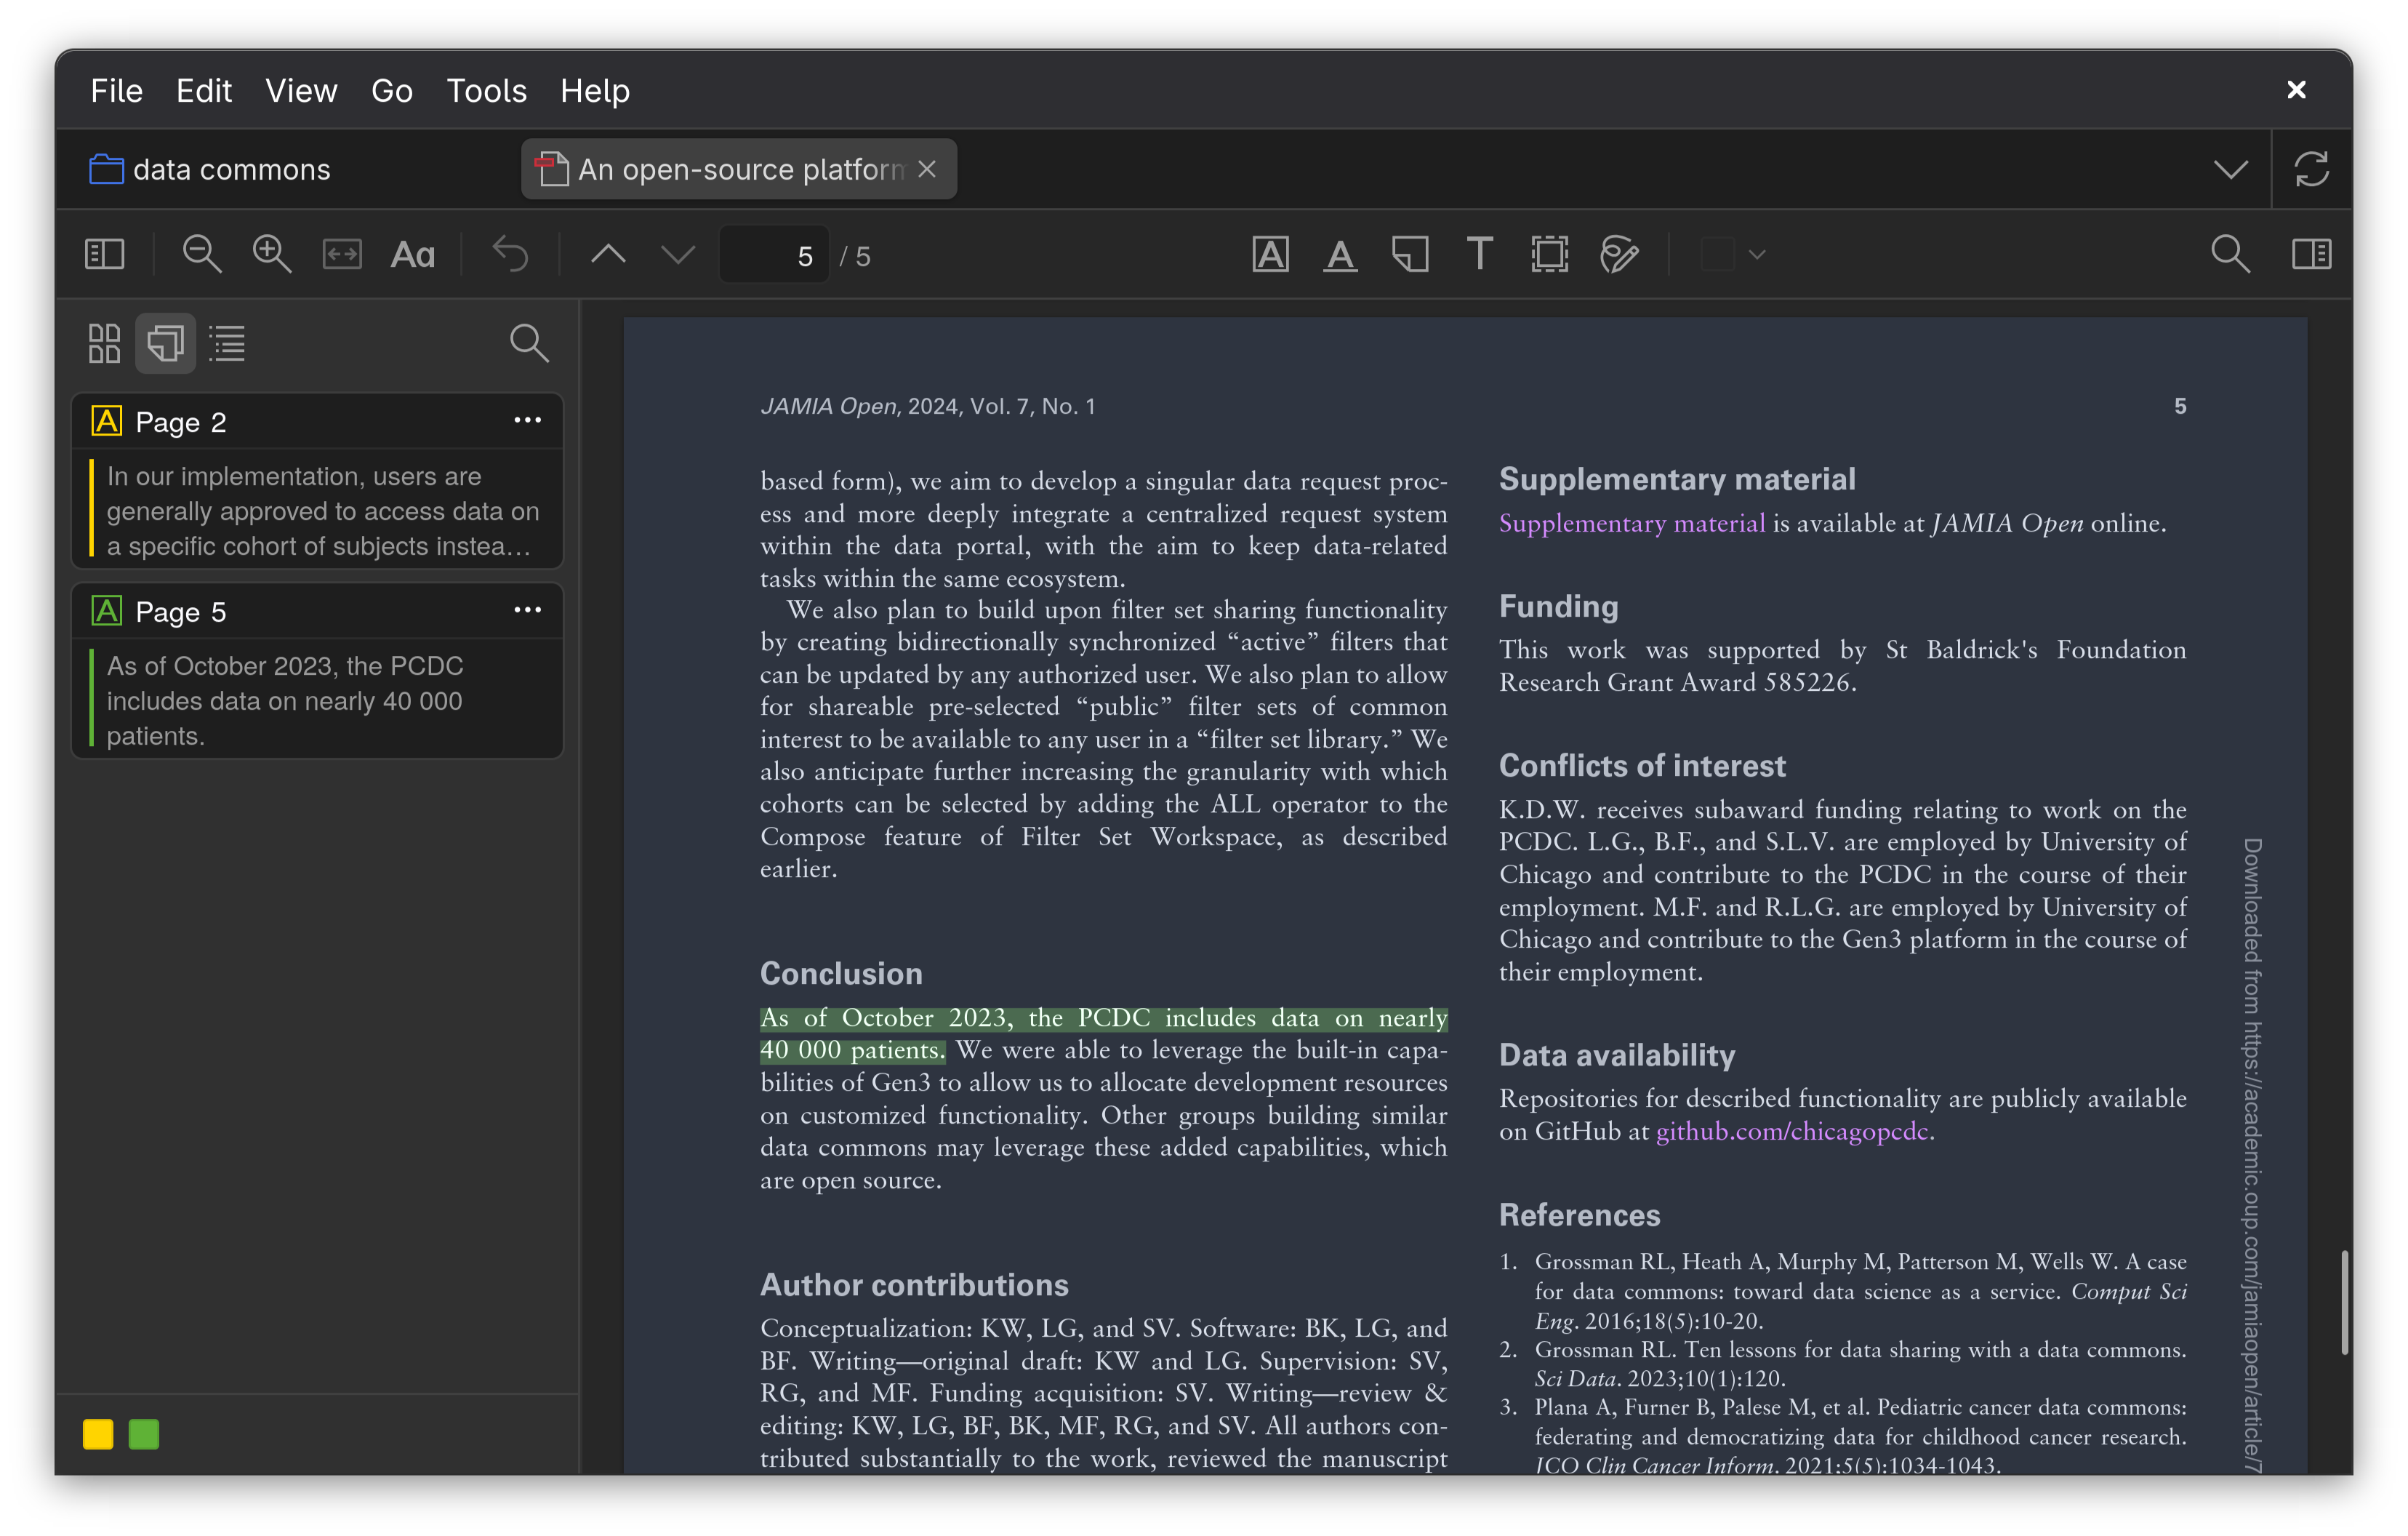 File Edit View Go Tools Help
data commons
An open-source platform
Aa
5 / 5
A A T
Page 2
In our implementation, users are
generally approved to access data on
a specific cohort of subjects instea…
Page 5
As of October 2023, the PCDC
includes data on nearly 40 000
patients.
JAMIA Open, 2024, Vol. 7, No. 1
5
based form), we aim to develop a singular data request proc-
ess and more deeply integrate a centralized request system
within the data portal, with the aim to keep data-related
tasks within the same ecosystem.
We also plan to build upon filter set sharing functionality
by creating bidirectionally synchronized “active” filters that
can be updated by any authorized user. We also plan to allow
for shareable pre-selected “public” filter sets of common
interest to be available to any user in a “filter set library.” We
also anticipate further increasing the granularity with which
cohorts can be selected by adding the ALL operator to the
Compose feature of Filter Set Workspace, as described
earlier.
Conclusion
As of October 2023, the PCDC includes data on nearly
40 000 patients. We were able to leverage the built-in capa-
bilities of Gen3 to allow us to allocate development resources
on customized functionality. Other groups building similar
data commons may leverage these added capabilities, which
are open source.
Author contributions
Conceptualization: KW, LG, and SV. Software: BK, LG, and
BF. Writing—original draft: KW and LG. Supervision: SV,
RG, and MF. Funding acquisition: SV. Writing—review &
editing: KW, LG, BF, BK, MF, RG, and SV. All authors con-
tributed substantially to the work, reviewed the manuscript
Supplementary material
Supplementary material is available at JAMIA Open online.
Funding
This work was supported by St Baldrick's Foundation
Research Grant Award 585226.
Conflicts of interest
K.D.W. receives subaward funding relating to work on the
PCDC. L.G., B.F., and S.L.V. are employed by University of
Chicago and contribute to the PCDC in the course of their
employment. M.F. and R.L.G. are employed by University of
Chicago and contribute to the Gen3 platform in the course of
their employment.
Data availability
Repositories for described functionality are publicly available
on GitHub at github.com/chicagopcdc.
References
1. Grossman RL, Heath A, Murphy M, Patterson M, Wells W. A case
for data commons: toward data science as a service. Comput Sci
Eng. 2016;18(5):10-20.
2. Grossman RL. Ten lessons for data sharing with a data commons.
Sci Data. 2023;10(1):120.
3. Plana A, Furner B, Palese M, et al. Pediatric cancer data commons:
federating and democratizing data for childhood cancer research.
JCO Clin Cancer Inform. 2021;5(5):1034-1043.
Downloaded from https://academic.oup.com/jamiaopen/article/7